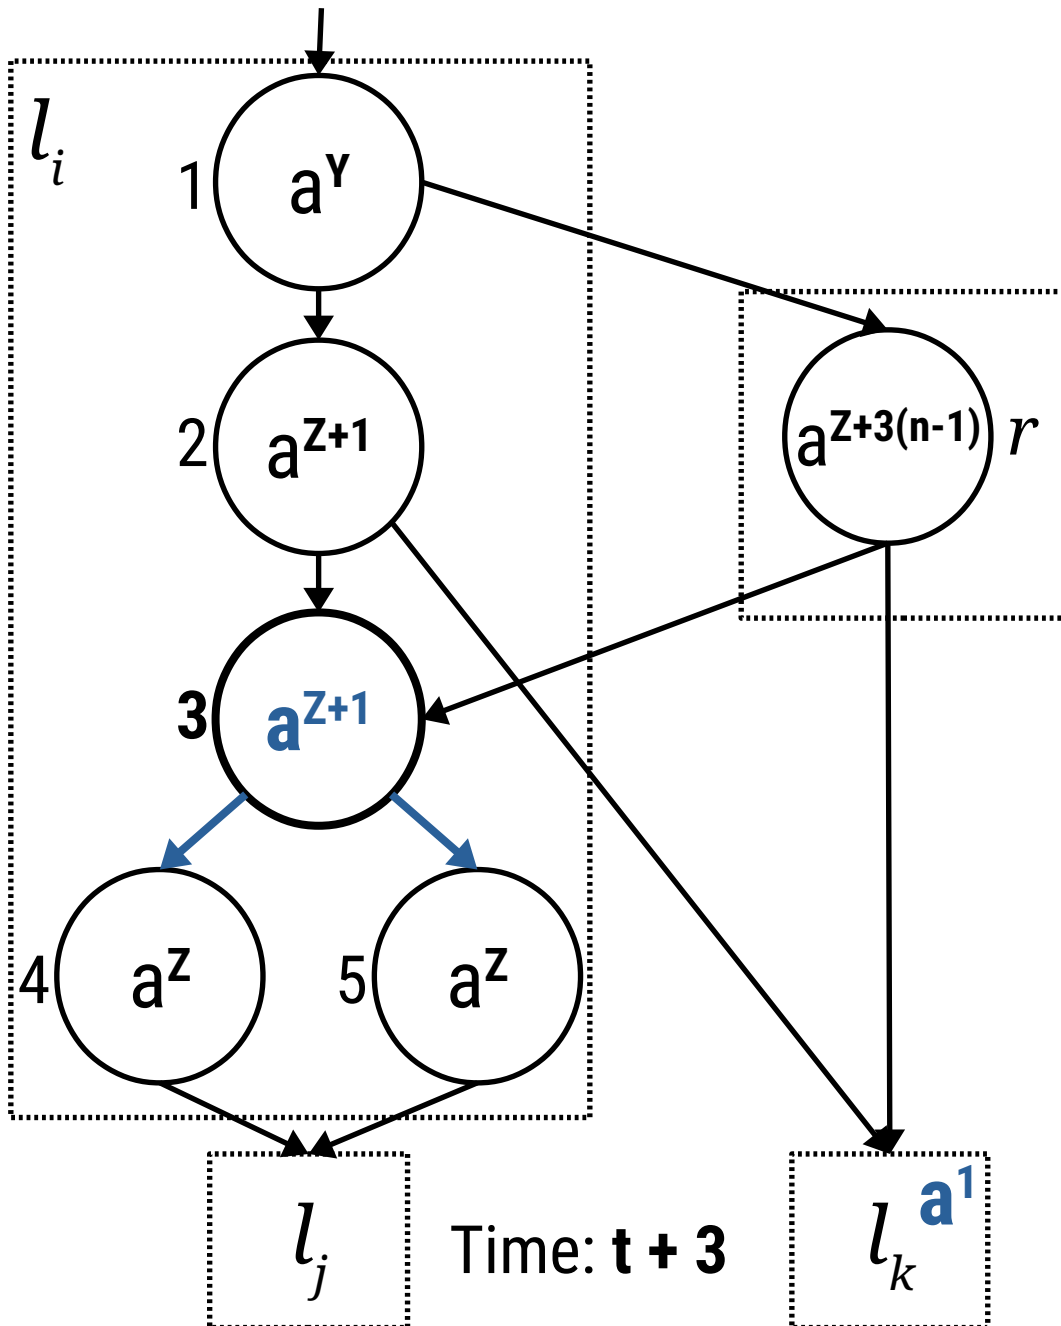 l_i
1 a^Y
2 a^{Z+1}
a^{Z+3(n-1)} r
3 a^{Z+1}
4 a^Z
5 a^Z
l_j
Time: t + 3
l_k a^1